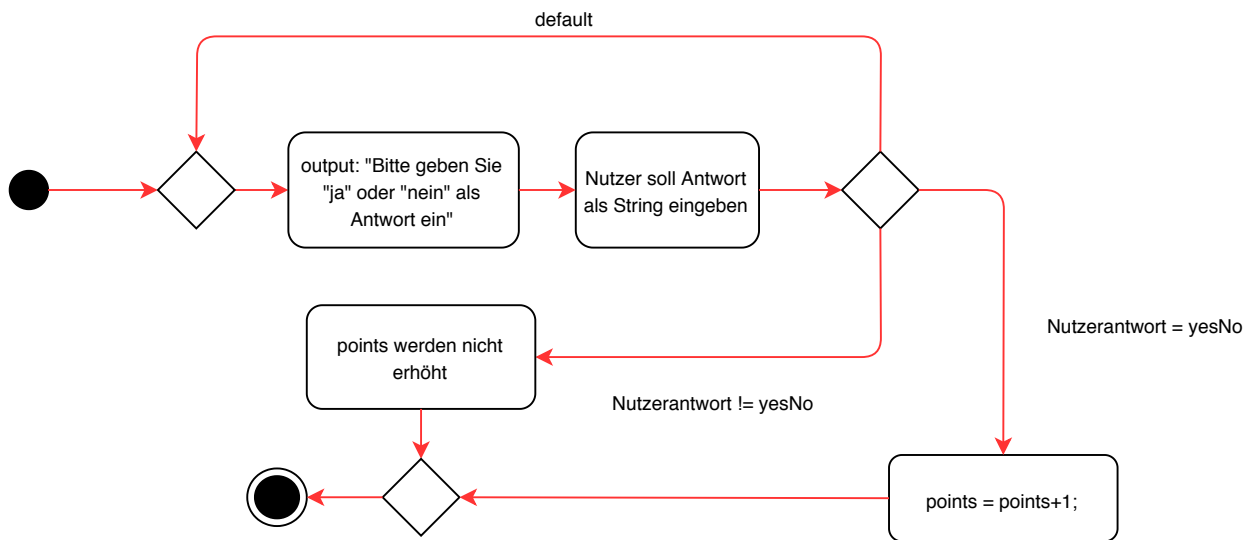 default
output: "Bitte geben Sie
"ja" oder "nein" als
Antwort ein"
Nutzer soll Antwort
als String eingeben
Nutzerantwort = yesNo
points werden nicht
erhöht
Nutzerantwort != yesNo
points = points+1;